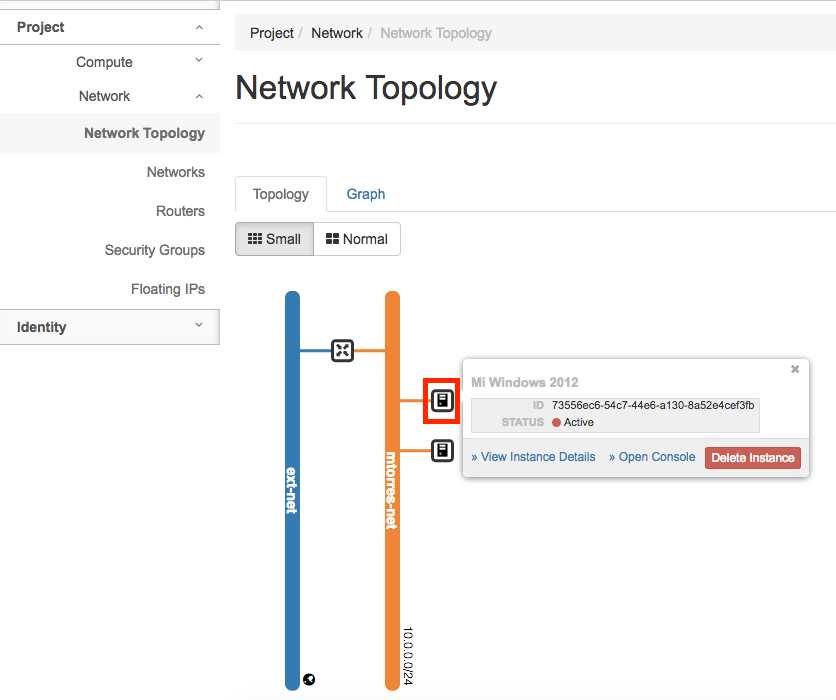 Project
Compute
Network
Network Topology
Networks
Routers
Security Groups
Floating IPs
Identity
Project / Network / Network Topology
Network Topology
Topology
Graph
Small
Normal
ext-net
mtorres-net
10.0.0.0/24
Mi Windows 2012
ID 73556ec6-54c7-44e6-a130-8a52e4cef3fb
STATUS Active
» View Instance Details » Open Console Delete Instance